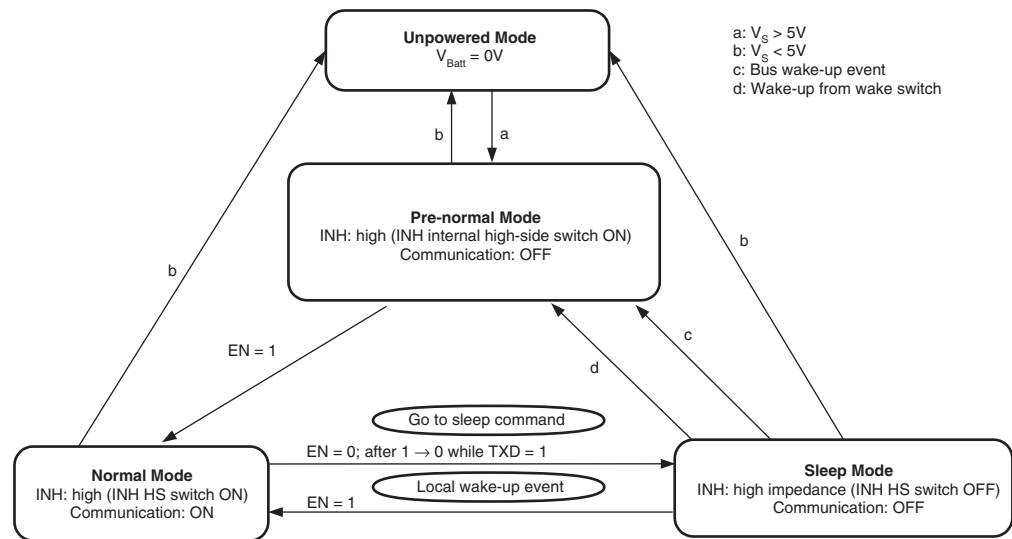 Unpowered Mode
V_Batt = 0V
a: V_S > 5V
b: V_S < 5V
c: Bus wake-up event
d: Wake-up from wake switch
b
a
Pre-normal Mode
INH: high (INH internal high-side switch ON)
Communication: OFF
b
b
EN = 1
d
c
Go to sleep command
EN = 0; after 1 → 0 while TXD = 1
Local wake-up event
EN = 1
Normal Mode
INH: high (INH HS switch ON)
Communication: ON
Sleep Mode
INH: high impedance (INH HS switch OFF)
Communication: OFF